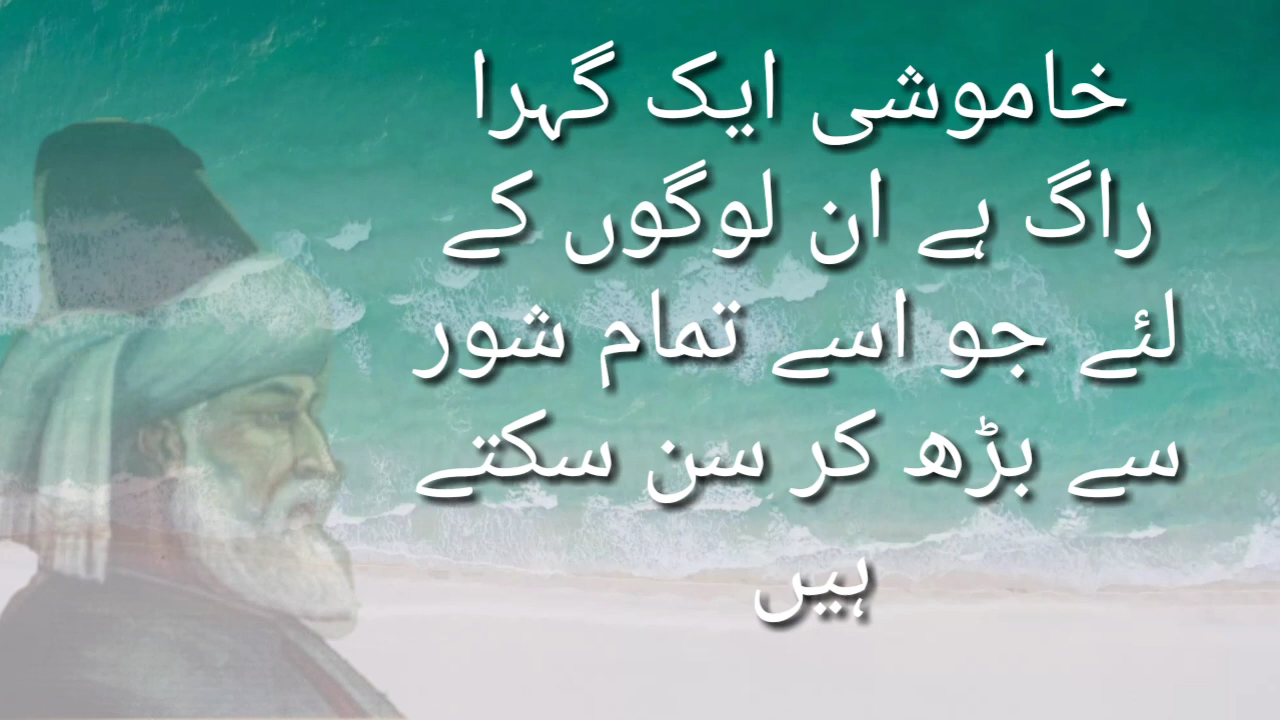 خاموشی ایک گہرا
راگ ہے ان لوگوں کے
لئے جو اسے تمام شور
سے بڑھ کر سن سکتے
ہیں